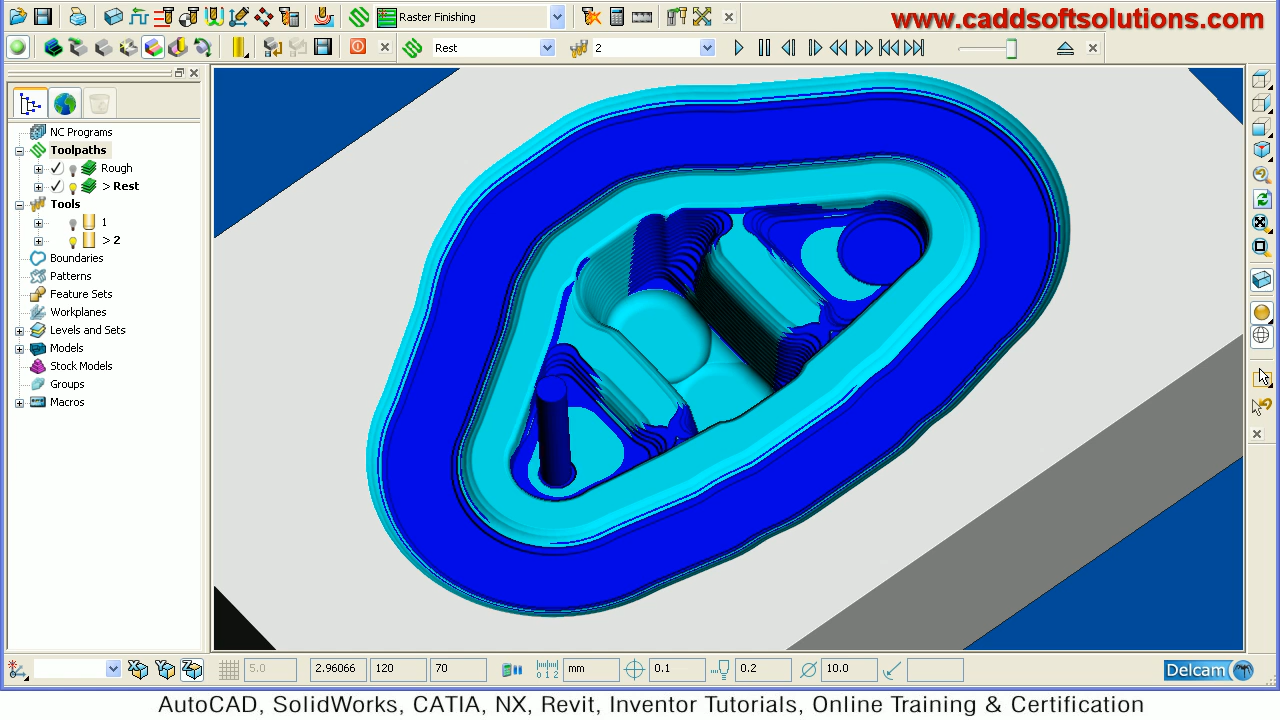 Raster Finishing
www.caddsoftsolutions.com
Rest
2
NC Programs
Toolpaths
Rough
> Rest
Tools
1
> 2
Boundaries
Patterns
Feature Sets
Workplanes
Levels and Sets
Models
Stock Models
Groups
Macros
5.0 2.96066 120 70 mm 0.1 0.2 10.0
Delcam
AutoCAD, SolidWorks, CATIA, NX, Revit, Inventor Tutorials, Online Training & Certification